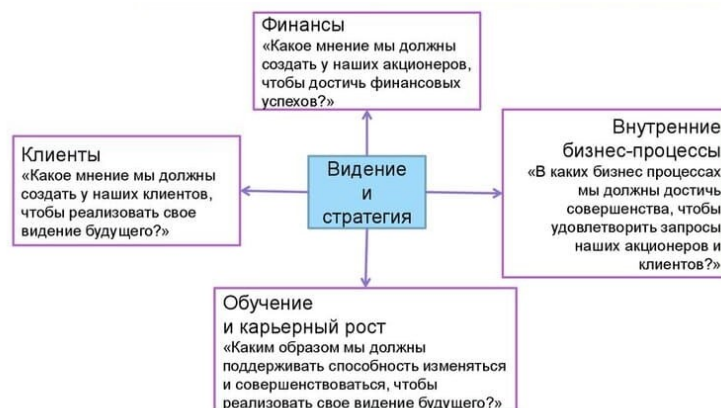 Финансы
«Какое мнение мы должны
создать у наших акционеров,
чтобы достичь финансовых
успехов?»
Клиенты
«Какое мнение мы должны
создать у наших клиентов,
чтобы реализовать свое
видение будущего?»
Видение
и
стратегия
Внутренние
бизнес-процессы
«В каких бизнес процессах
мы должны достичь
совершенства, чтобы
удовлетворить запросы
наших акционеров и
клиентов?»
Обучение
и карьерный рост
«Каким образом мы должны
поддерживать способность изменяться
и совершенствоваться, чтобы
реализовать свое видение будущего?»